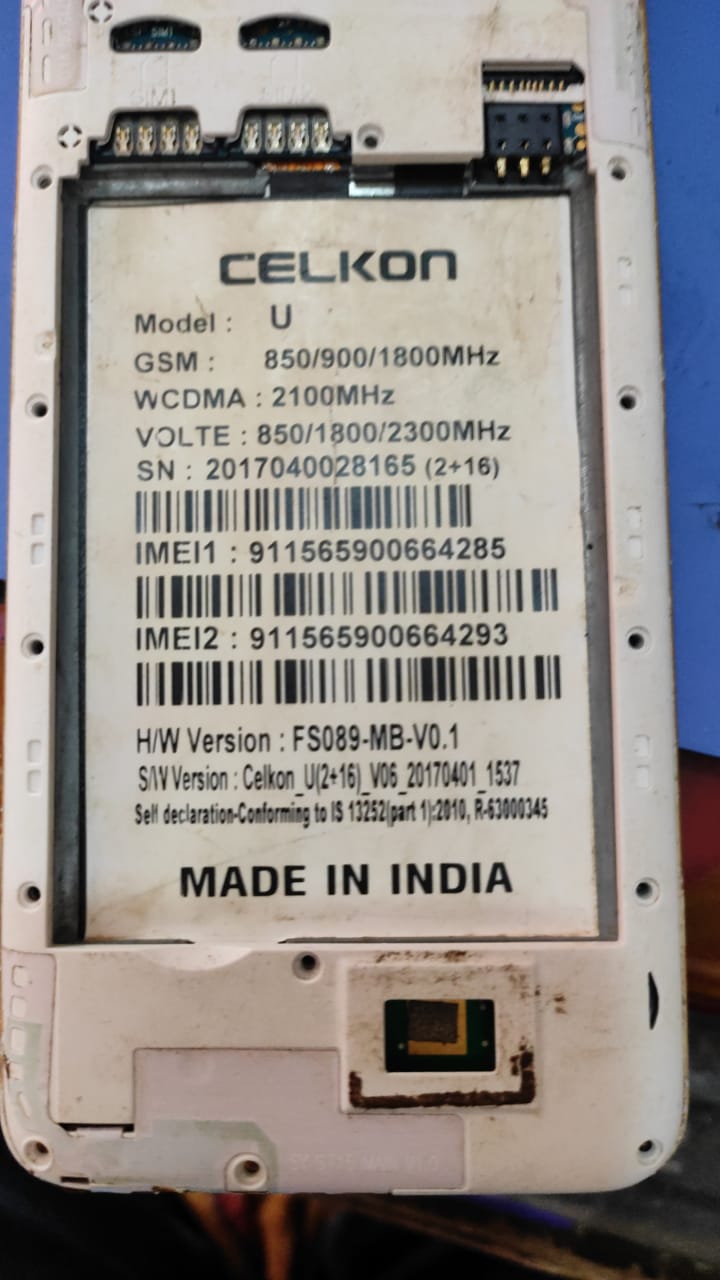 SIM1
SIM1
CELKON
Model : U
GSM : 850/900/1800MHz
WCDMA : 2100MHz
VOLTE : 850/1800/2300MHz
SN : 2017040028165 (2+16)
IMEI1 : 911565900664285
IMEI2 : 911565900664293
H/W Version : FS089-MB-V0.1
S/W Version : Celkon_U(2+16)_V06_20170401_1537
Self declaration-Conforming to IS 13252(part 1):2010, R-63000345
MADE IN INDIA